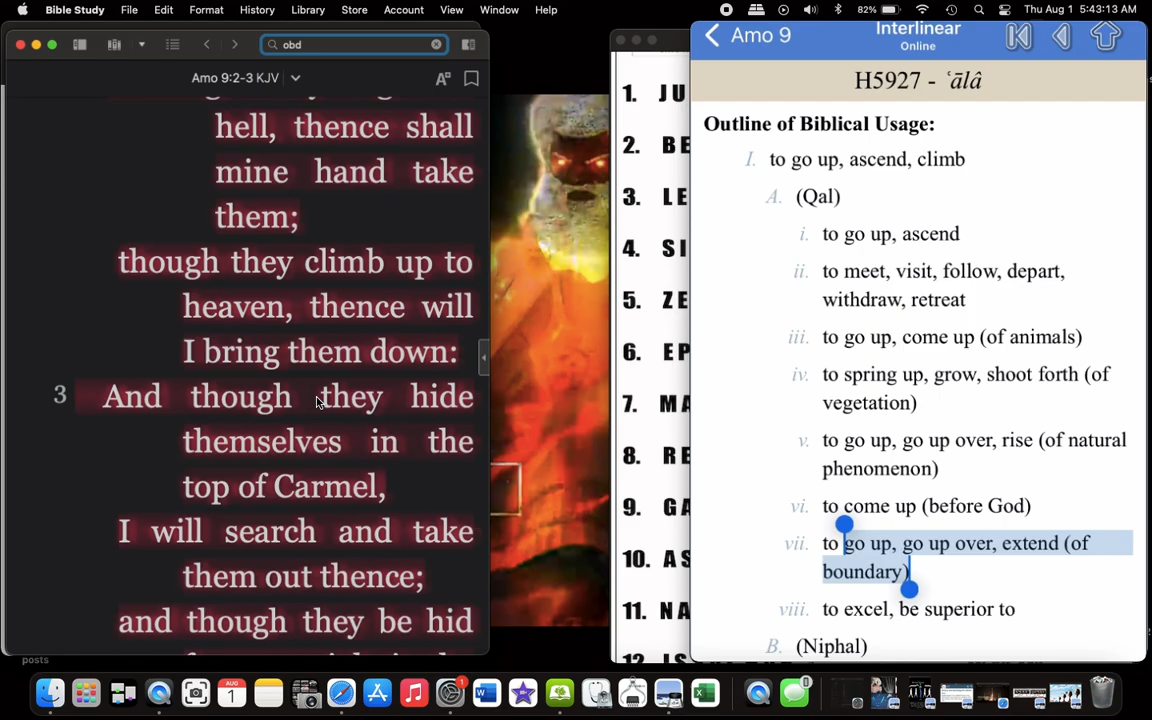 Bible Study File Edit Format History Library Store Account View Window Help 82% Thu Aug 1 5:43:13 AM
obd
Amo 9:2-3 KJV
hell, thence shall
mine hand take
them;
though they climb up to
heaven, thence will
I bring them down:
3 And though they hide
themselves in the
top of Carmel,
I will search and take
them out thence;
and though they be hid
posts
1. JU
2. BE
3. LE
4. SI
5. ZE
6. EP
7. MA
8. RE
9. GA
10. AS
11. NA
12. IS
Amo 9
Interlinear
Online
H5927 - ʿālâ
Outline of Biblical Usage:
I. to go up, ascend, climb
A. (Qal)
i. to go up, ascend
ii. to meet, visit, follow, depart,
withdraw, retreat
iii. to go up, come up (of animals)
iv. to spring up, grow, shoot forth (of
vegetation)
v. to go up, go up over, rise (of natural
phenomenon)
vi. to come up (before God)
vii. to go up, go up over, extend (of
boundary)
viii. to excel, be superior to
B. (Niphal)
AUG
1
1